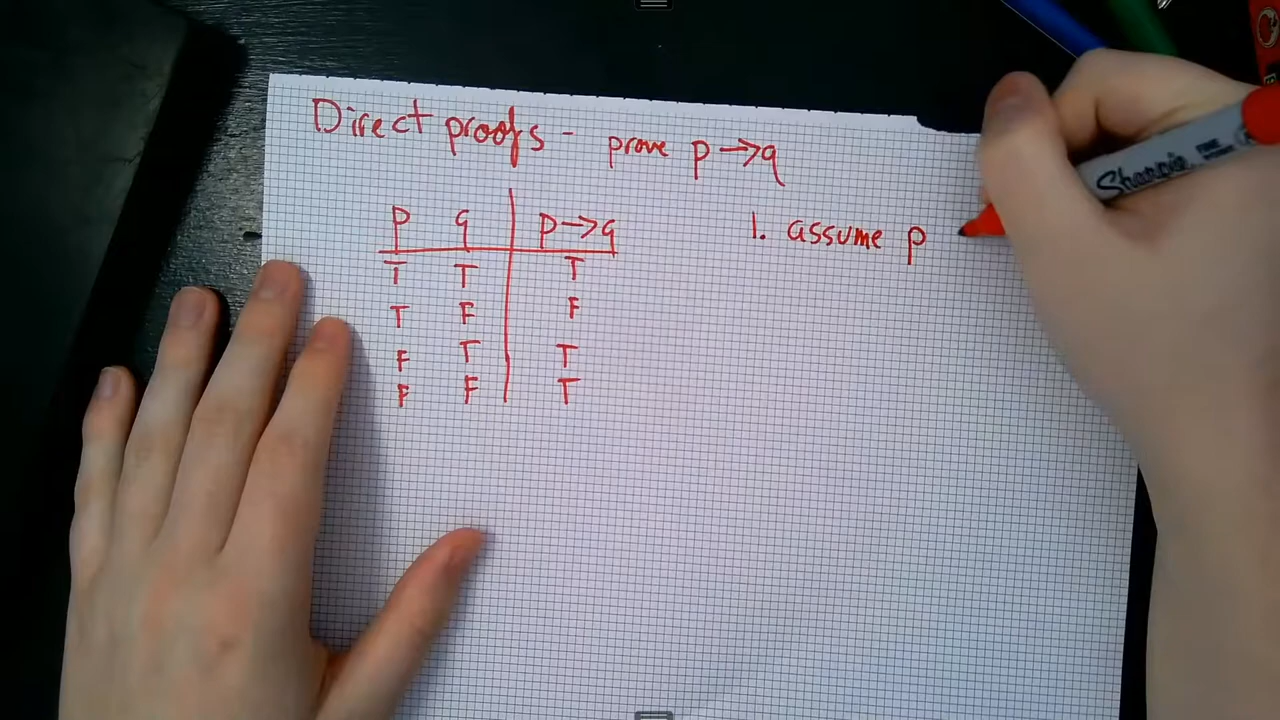 Direct proofs - prove p→q
p q p→q
1. assume p
T T T
T F F
F T T
F F T
Sharpie